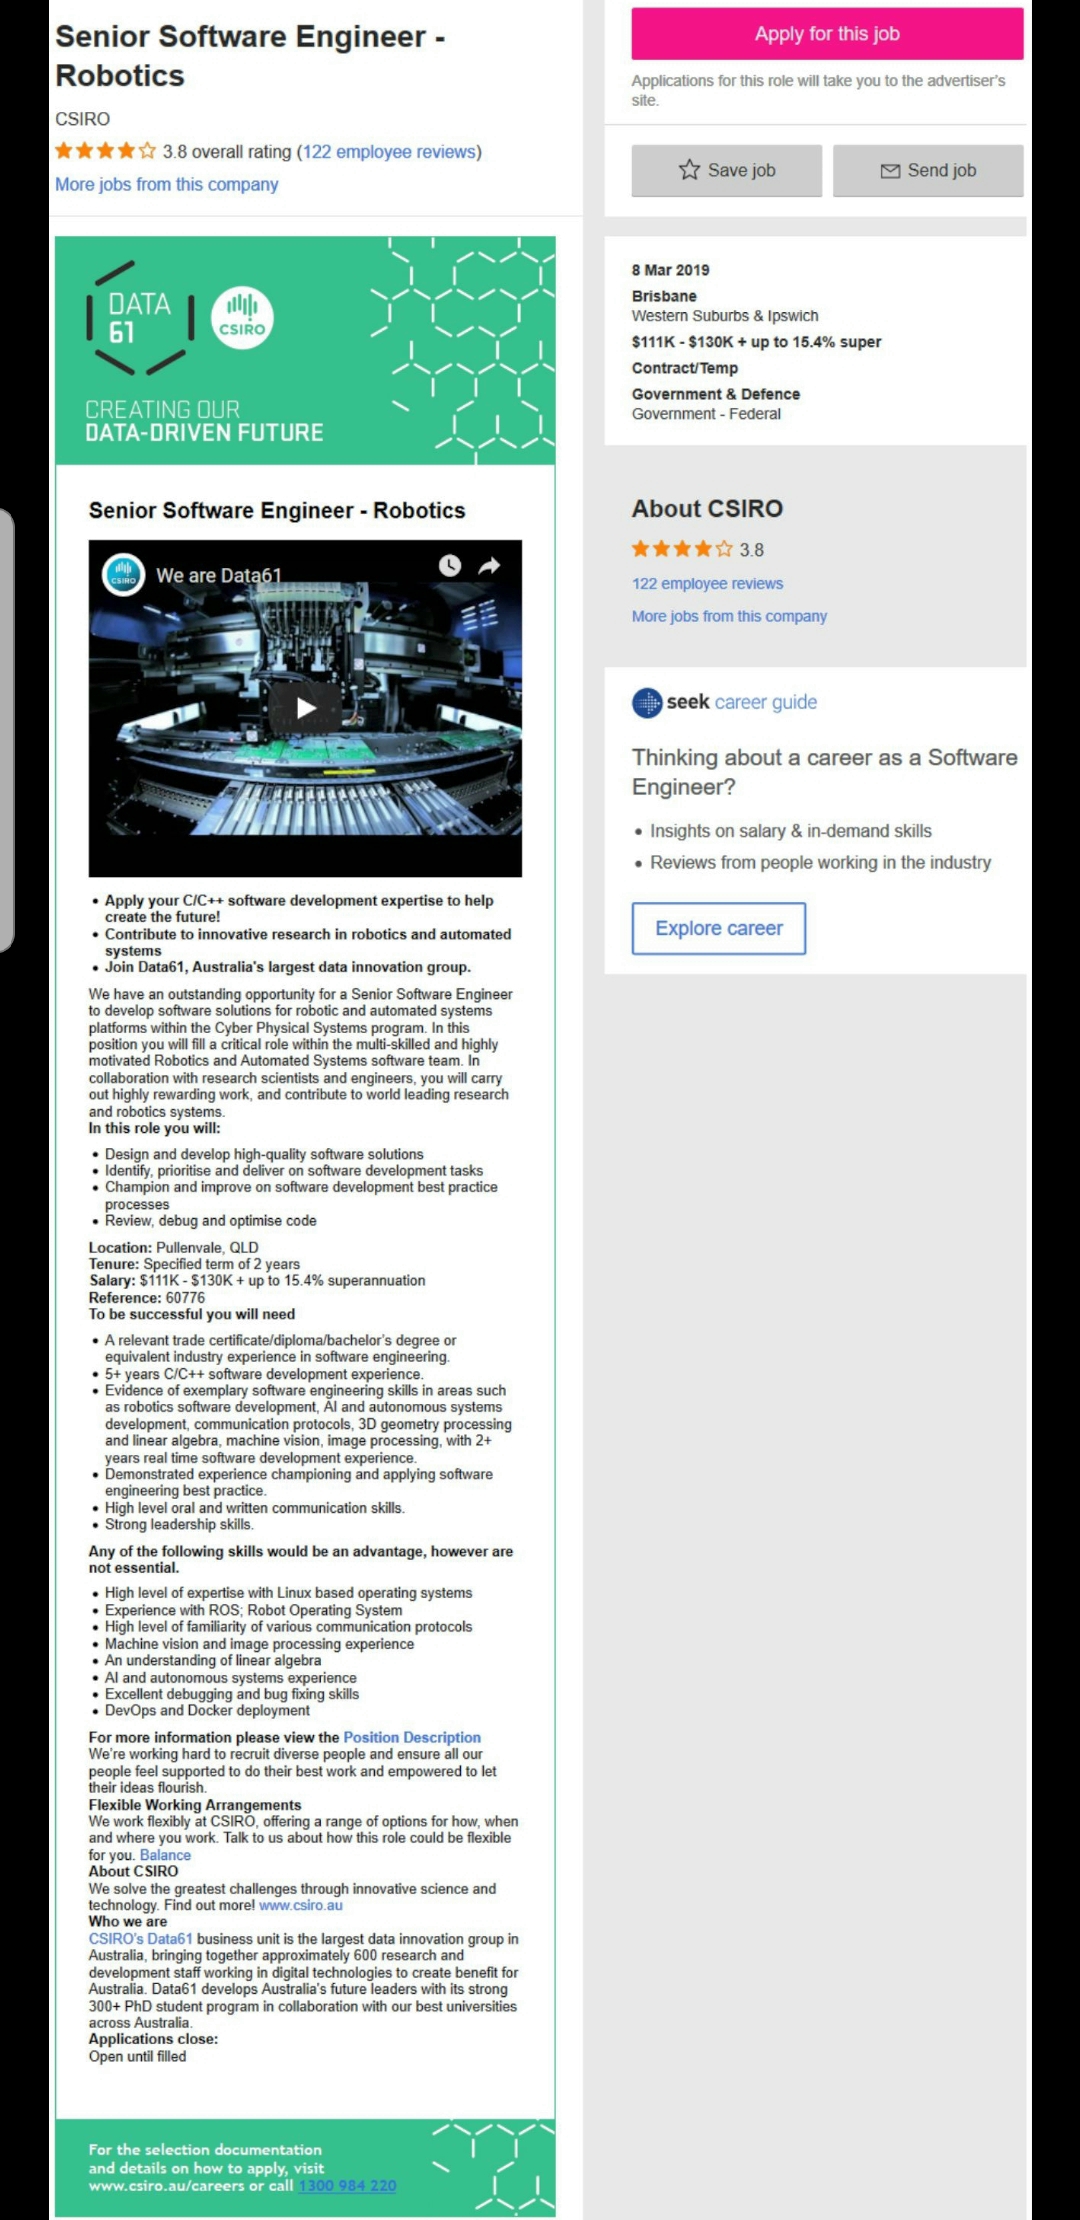 Senior Software Engineer -
Robotics
CSIRO
3.8 overall rating (122 employee reviews)
More jobs from this company
DATA
61
CSIRO
CREATING OUR
DATA-DRIVEN FUTURE
Senior Software Engineer - Robotics
CSIRO
We are Data61
• Apply your C/C++ software development expertise to help
create the future!
• Contribute to innovative research in robotics and automated
systems
• Join Data61, Australia's largest data innovation group.
We have an outstanding opportunity for a Senior Software Engineer
to develop software solutions for robotic and automated systems
platforms within the Cyber Physical Systems program. In this
position you will fill a critical role within the multi-skilled and highly
motivated Robotics and Automated Systems software team. In
collaboration with research scientists and engineers, you will carry
out highly rewarding work, and contribute to world leading research
and robotics systems.
In this role you will:
• Design and develop high-quality software solutions
• Identify, prioritise and deliver on software development tasks
• Champion and improve on software development best practice
processes
• Review, debug and optimise code
Location: Pullenvale, QLD
Tenure: Specified term of 2 years
Salary: $111K - $130K + up to 15.4% superannuation
Reference: 60776
To be successful you will need
• A relevant trade certificate/diploma/bachelor's degree or
equivalent industry experience in software engineering.
• 5+ years C/C++ software development experience.
• Evidence of exemplary software engineering skills in areas such
as robotics software development, AI and autonomous systems
development, communication protocols, 3D geometry processing
and linear algebra, machine vision, image processing, with 2+
years real time software development experience.
• Demonstrated experience championing and applying software
engineering best practice.
• High level oral and written communication skills.
• Strong leadership skills.
Any of the following skills would be an advantage, however are
not essential.
• High level of expertise with Linux based operating systems
• Experience with ROS; Robot Operating System
• High level of familiarity of various communication protocols
• Machine vision and image processing experience
• An understanding of linear algebra
• AI and autonomous systems experience
• Excellent debugging and bug fixing skills
• DevOps and Docker deployment
For more information please view the Position Description
We're working hard to recruit diverse people and ensure all our
people feel supported to do their best work and empowered to let
their ideas flourish.
Flexible Working Arrangements
We work flexibly at CSIRO, offering a range of options for how, when
and where you work. Talk to us about how this role could be flexible
for you. Balance
About CSIRO
We solve the greatest challenges through innovative science and
technology. Find out more! www.csiro.au
Who we are
CSIRO's Data61 business unit is the largest data innovation group in
Australia, bringing together approximately 600 research and
development staff working in digital technologies to create benefit for
Australia. Data61 develops Australia's future leaders with its strong
300+ PhD student program in collaboration with our best universities
across Australia.
Applications close:
Open until filled
For the selection documentation
and details on how to apply, visit
www.csiro.au/careers or call 1300 984 220
Apply for this job
Applications for this role will take you to the advertiser's
site.
Save job
Send job
8 Mar 2019
Brisbane
Western Suburbs & Ipswich
$111K - $130K + up to 15.4% super
Contract/Temp
Government & Defence
Government - Federal
About CSIRO
3.8
122 employee reviews
More jobs from this company
seek career guide
Thinking about a career as a Software
Engineer?
• Insights on salary & in-demand skills
• Reviews from people working in the industry
Explore career